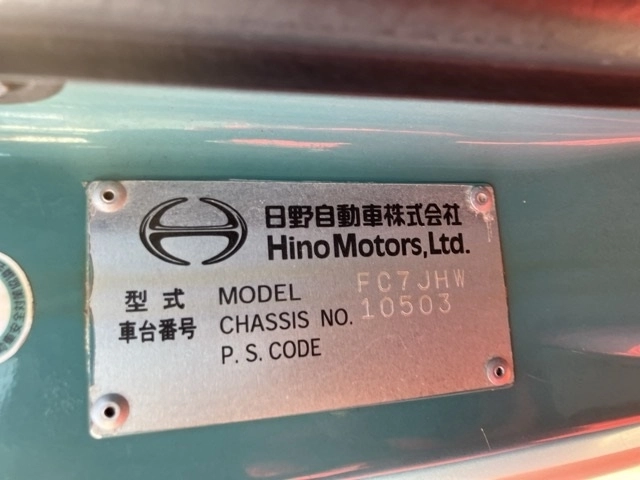 日野自動車株式会社
Hino Motors, Ltd.
型式 MODEL FC7JHW
車台番号 CHASSIS NO. 10503
P. S. CODE